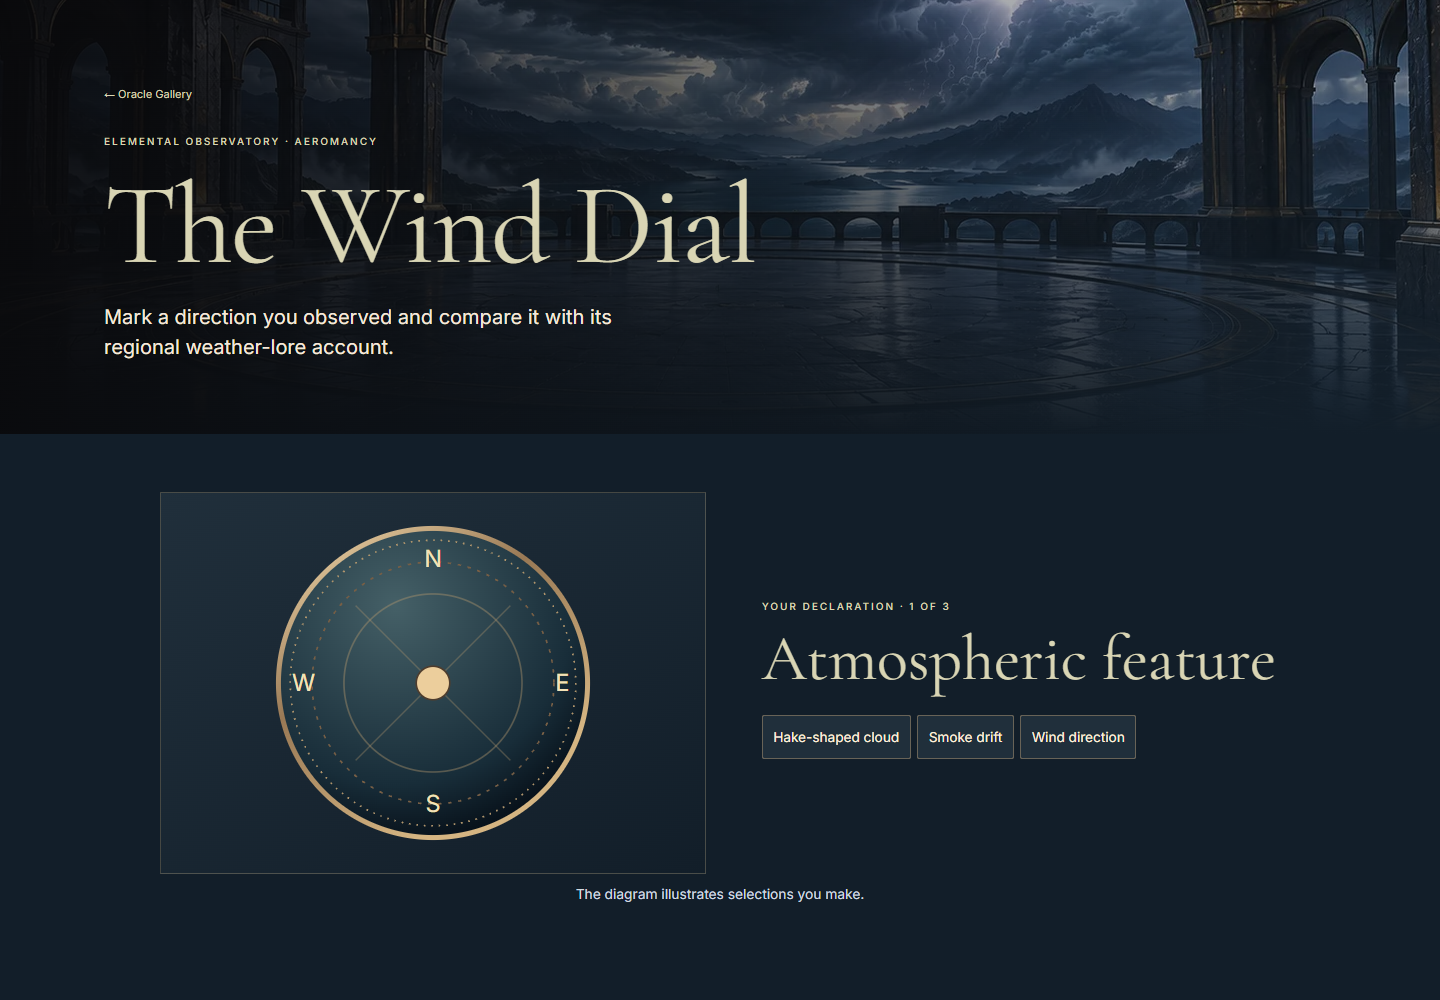 ← Oracle Gallery
ELEMENTAL OBSERVATORY · AEROMANCY
The Wind Dial
Mark a direction you observed and compare it with its
regional weather-lore account.
N
W
E
S
YOUR DECLARATION · 1 OF 3
Atmospheric feature
Hake-shaped cloud
Smoke drift
Wind direction
The diagram illustrates selections you make.